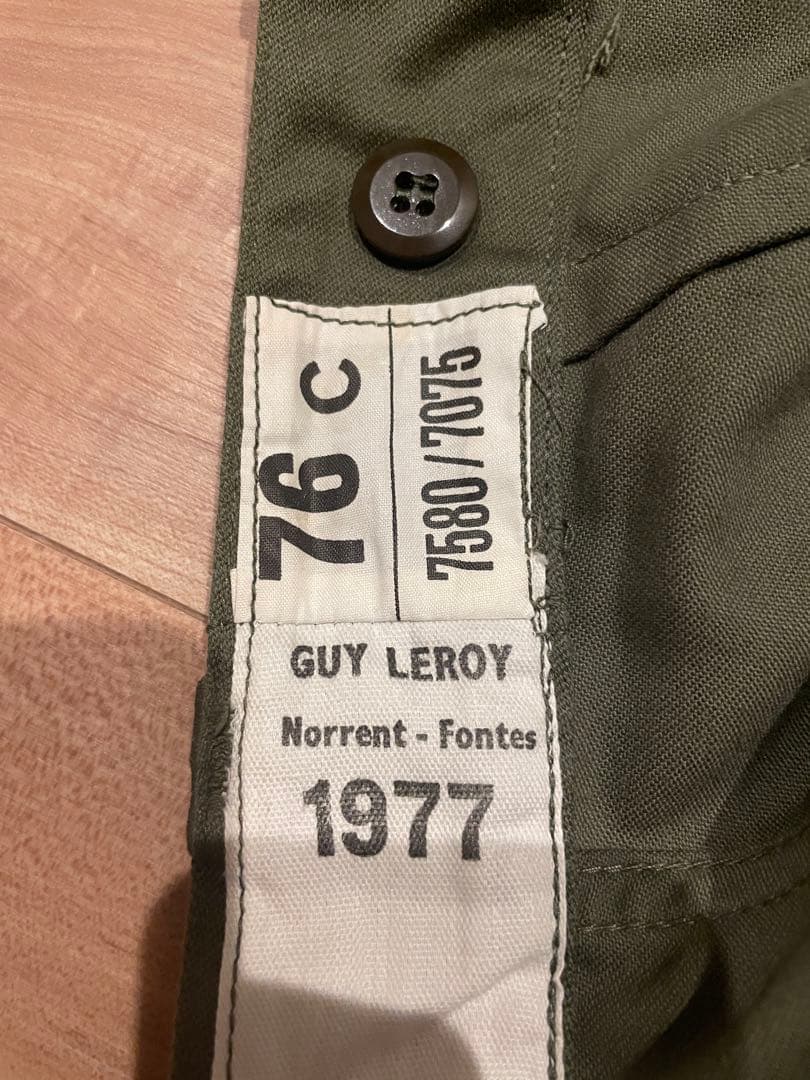 76 C
7580 / 7075
GUY LEROY
Norrent - Fontes
1977